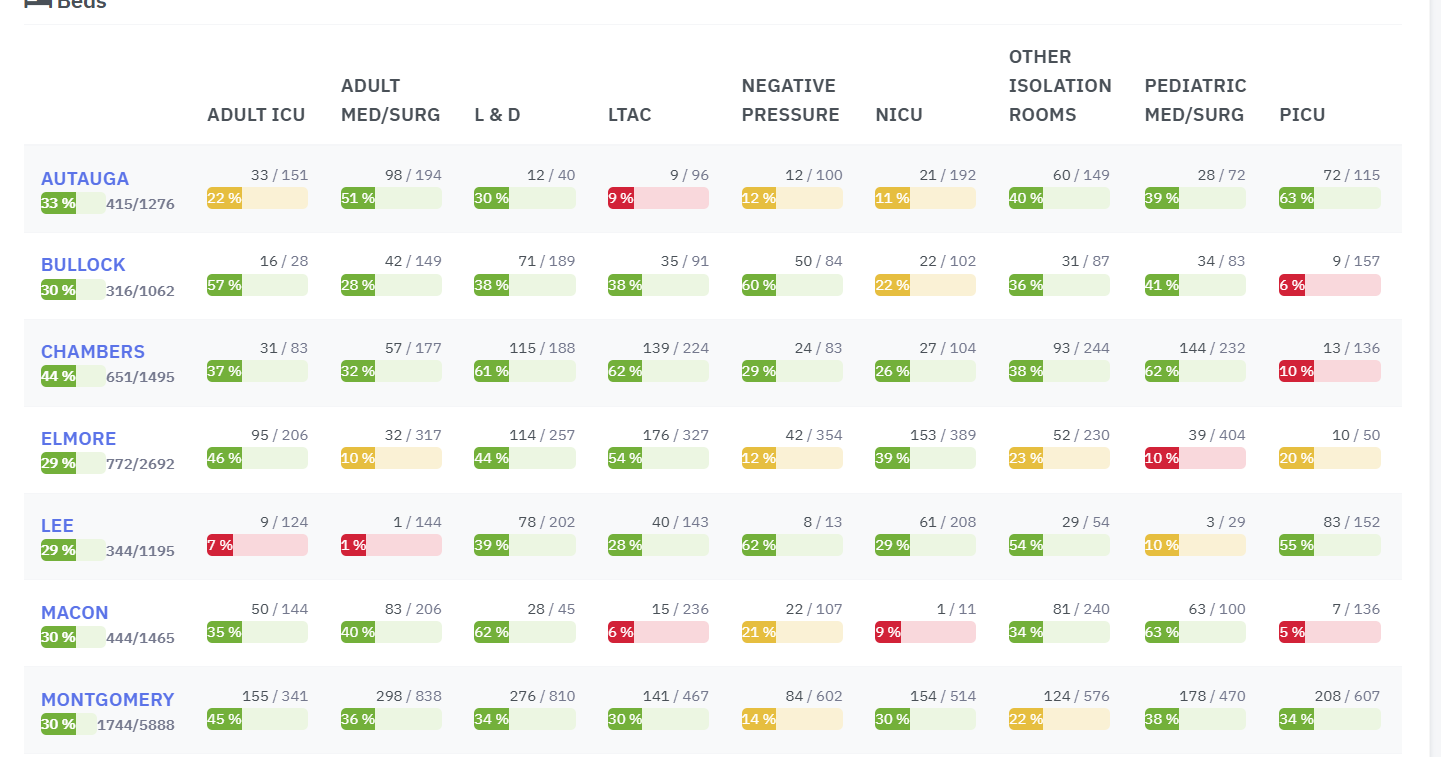 Beds
ADULT ICU ADULT MED/SURG L & D LTAC NEGATIVE PRESSURE NICU OTHER ISOLATION ROOMS PEDIATRIC MED/SURG PICU
AUTAUGA 33 / 151 98 / 194 12 / 40 9 / 96 12 / 100 21 / 192 60 / 149 28 / 72 72 / 115
33 % 415/1276 22 % 51 % 30 % 9 % 12 % 11 % 40 % 39 % 63 %
BULLOCK 16 / 28 42 / 149 71 / 189 35 / 91 50 / 84 22 / 102 31 / 87 34 / 83 9 / 157
30 % 316/1062 57 % 28 % 38 % 38 % 60 % 22 % 36 % 41 % 6 %
CHAMBERS 31 / 83 57 / 177 115 / 188 139 / 224 24 / 83 27 / 104 93 / 244 144 / 232 13 / 136
44 % 651/1495 37 % 32 % 61 % 62 % 29 % 26 % 38 % 62 % 10 %
ELMORE 95 / 206 32 / 317 114 / 257 176 / 327 42 / 354 153 / 389 52 / 230 39 / 404 10 / 50
29 % 772/2692 46 % 10 % 44 % 54 % 12 % 39 % 23 % 10 % 20 %
LEE 9 / 124 1 / 144 78 / 202 40 / 143 8 / 13 61 / 208 29 / 54 3 / 29 83 / 152
29 % 344/1195 7 % 1 % 39 % 28 % 62 % 29 % 54 % 10 % 55 %
MACON 50 / 144 83 / 206 28 / 45 15 / 236 22 / 107 1 / 11 81 / 240 63 / 100 7 / 136
30 % 444/1465 35 % 40 % 62 % 6 % 21 % 9 % 34 % 63 % 5 %
MONTGOMERY 155 / 341 298 / 838 276 / 810 141 / 467 84 / 602 154 / 514 124 / 576 178 / 470 208 / 607
30 % 1744/5888 45 % 36 % 34 % 30 % 14 % 30 % 22 % 38 % 34 %